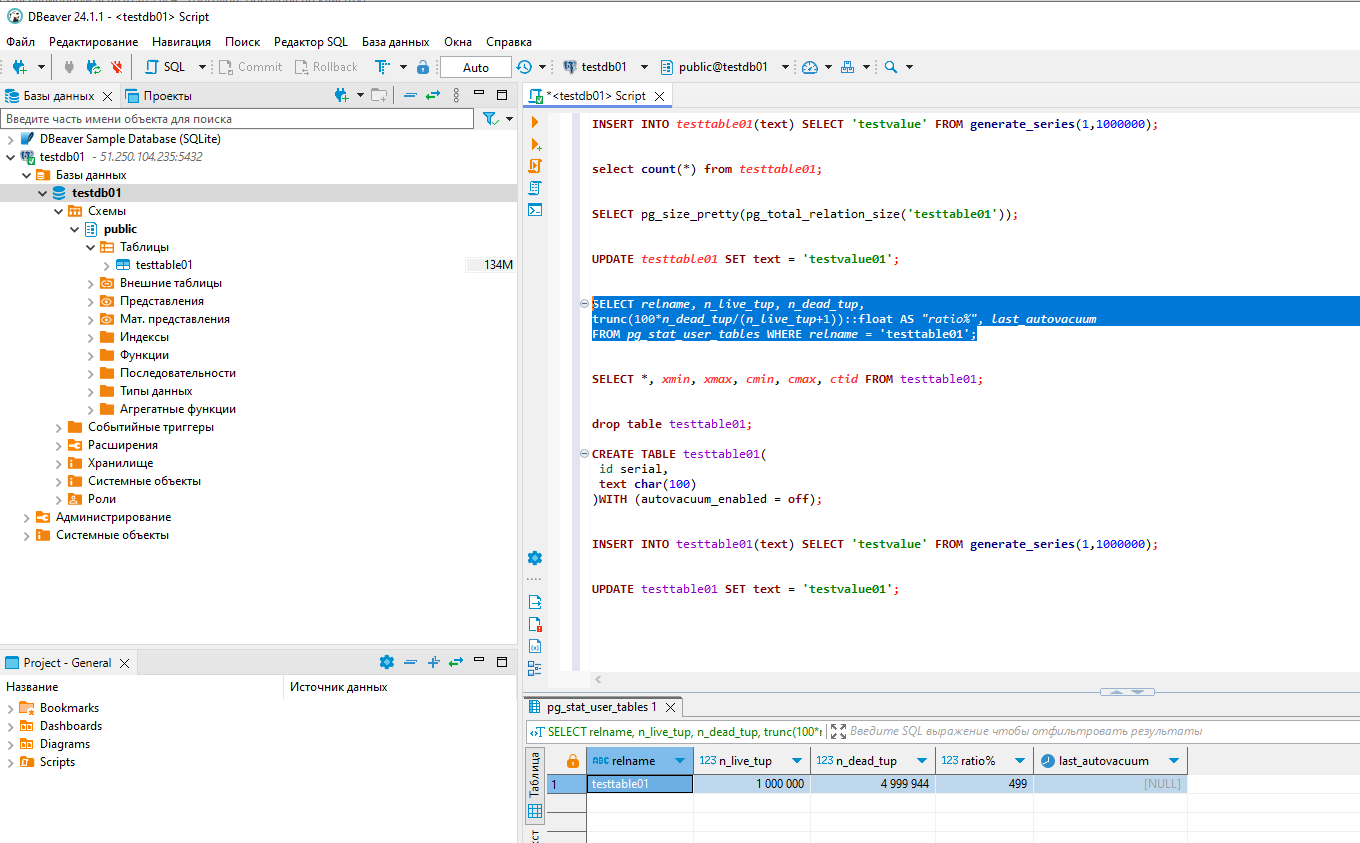 DBeaver 24.1.1 - <testdb01> Script
Файл Редактирование Навигация Поиск Редактор SQL База данных Окна Справка
SQL Commit Rollback Auto testdb01 public@testdb01
Базы данных Проекты
Введите часть имени объекта для поиска
DBeaver Sample Database (SQLite)
testdb01 - 51.250.104.235:5432
Базы данных
testdb01
Схемы
public
Таблицы
testtable01 134M
Внешние таблицы
Представления
Мат. представления
Индексы
Функции
Последовательности
Типы данных
Агрегатные функции
Событийные триггеры
Расширения
Хранилище
Системные объекты
Роли
Администрирование
Системные объекты
Project - General
Название Источник данных
Bookmarks
Dashboards
Diagrams
Scripts
*<testdb01> Script
INSERT INTO testtable01(text) SELECT 'testvalue' FROM generate_series(1,1000000);
select count(*) from testtable01;
SELECT pg_size_pretty(pg_total_relation_size('testtable01'));
UPDATE testtable01 SET text = 'testvalue01';
SELECT relname, n_live_tup, n_dead_tup,
trunc(100*n_dead_tup/(n_live_tup+1))::float AS "ratio%", last_autovacuum
FROM pg_stat_user_tables WHERE relname = 'testtable01';
SELECT *, xmin, xmax, cmin, cmax, ctid FROM testtable01;
drop table testtable01;
CREATE TABLE testtable01(
id serial,
text char(100)
)WITH (autovacuum_enabled = off);
INSERT INTO testtable01(text) SELECT 'testvalue' FROM generate_series(1,1000000);
UPDATE testtable01 SET text = 'testvalue01';
pg_stat_user_tables 1
SELECT relname, n_live_tup, n_dead_tup, trunc(100* Введите SQL выражение чтобы отфильтровать результаты
Таблица
ABC relname 123 n_live_tup 123 n_dead_tup 123 ratio% last_autovacuum
1 testtable01 1 000 000 4 999 944 499 [NULL]